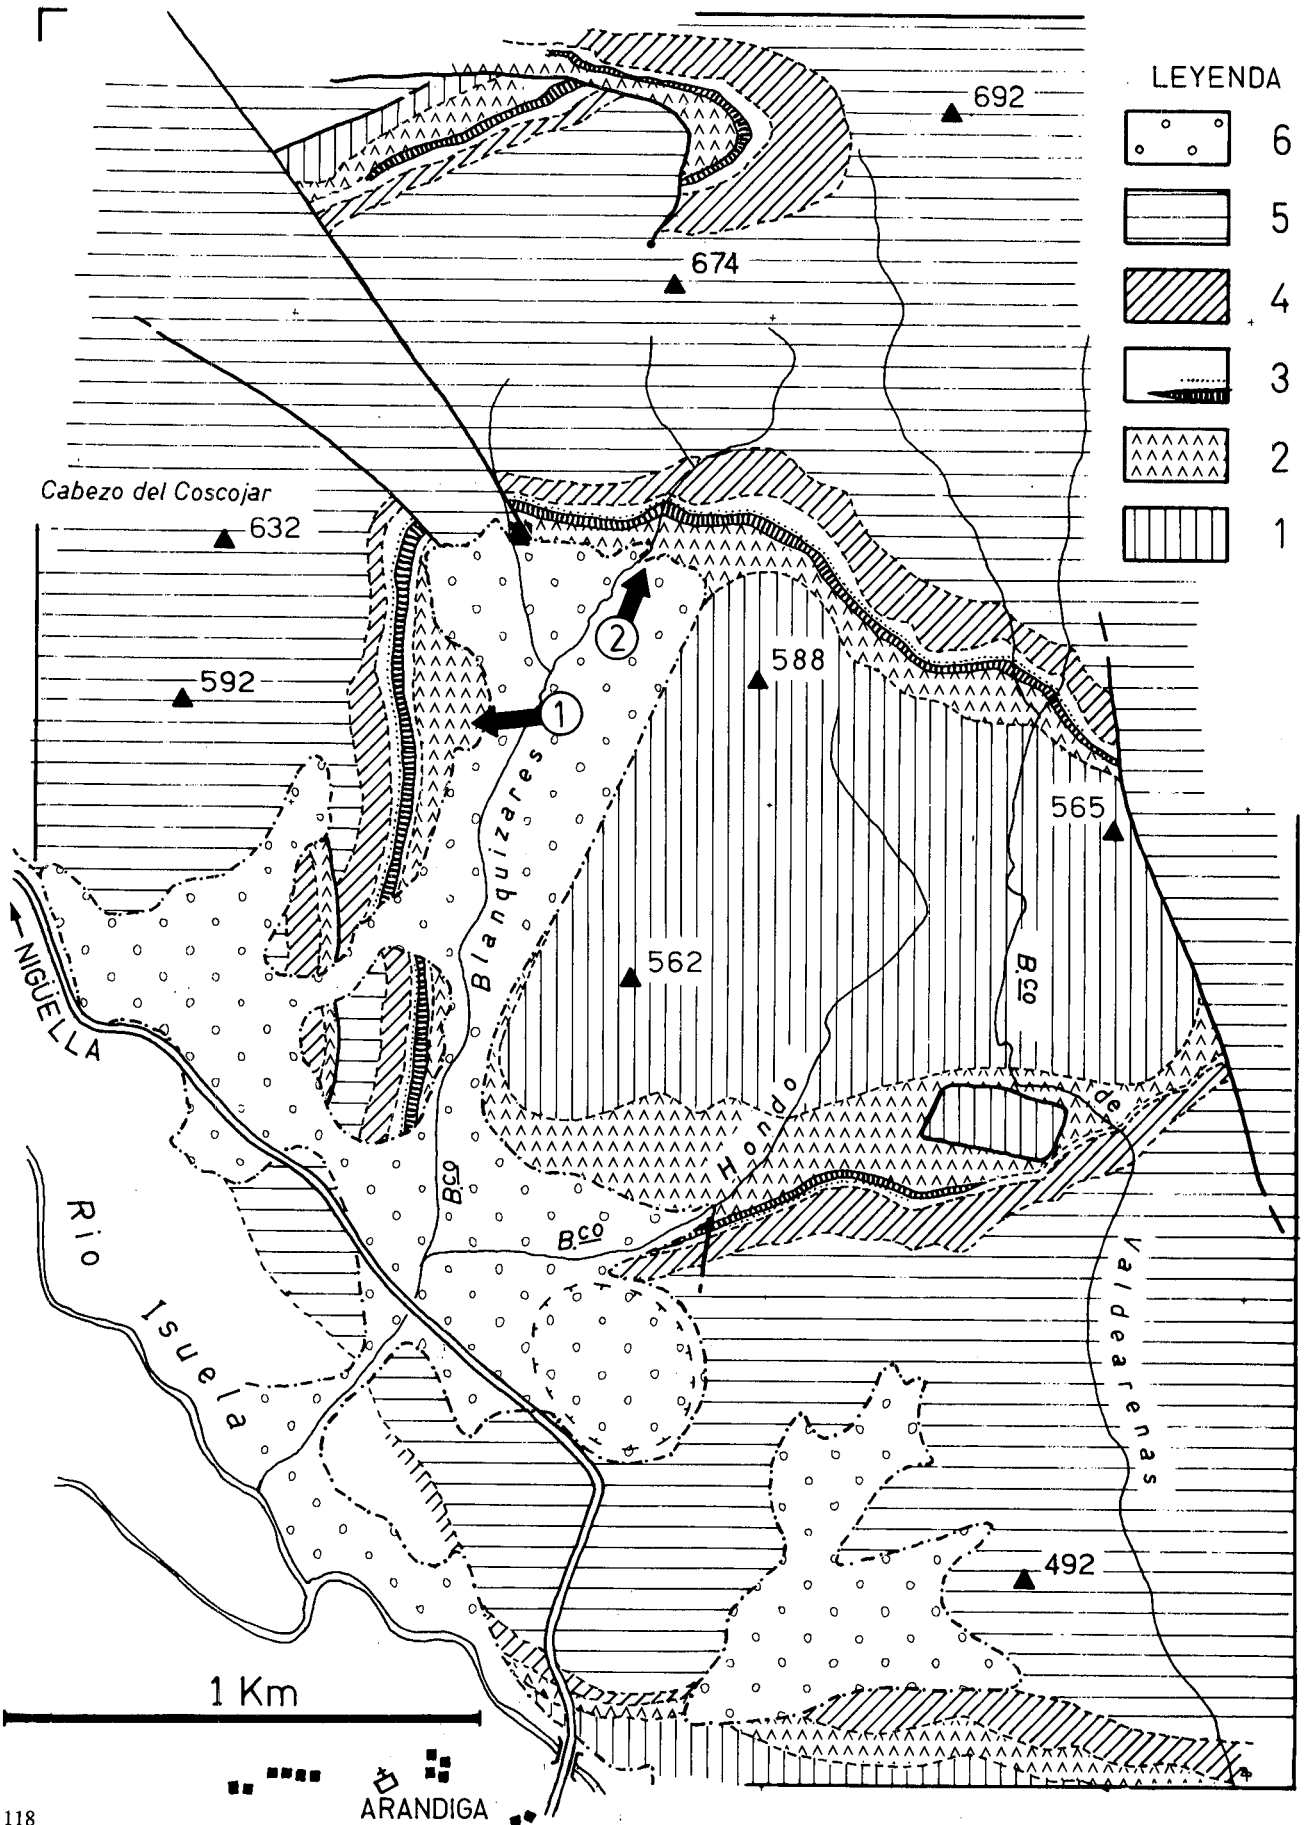 LEYENDA
6
5
4
3
2
1
692
674
Cabezo del Coscojar
632
592
2
588
1
Blanquizares
565
562
B.co
NIGÜELLA
de
Hondo
B.co
B.co
Río
Isuela
Valdearenas
492
1 Km
ARANDIGA
118